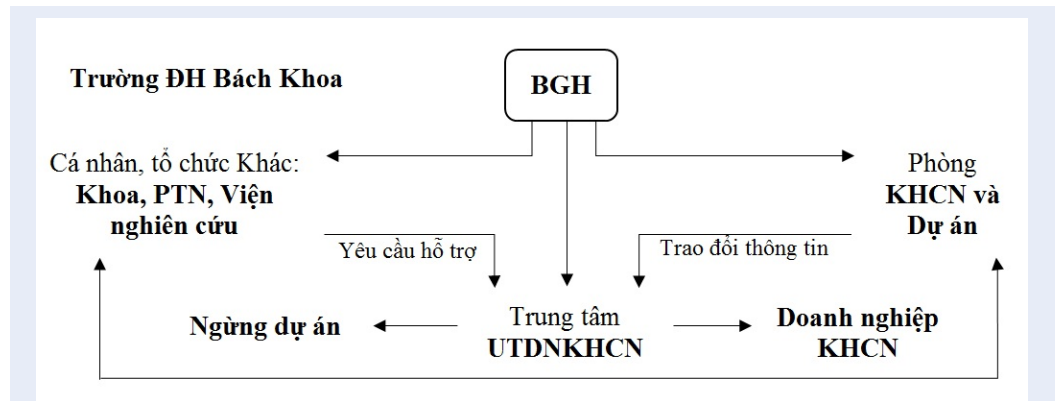 Trường ĐH Bách Khoa
BGH
Cá nhân, tổ chức Khác:
Khoa, PTN, Viện
nghiên cứu
Phòng
KHCN và
Dự án
Yêu cầu hỗ trợ
Trao đổi thông tin
Ngừng dự án
Trung tâm
UTDNKHCN
Doanh nghiệp
KHCN